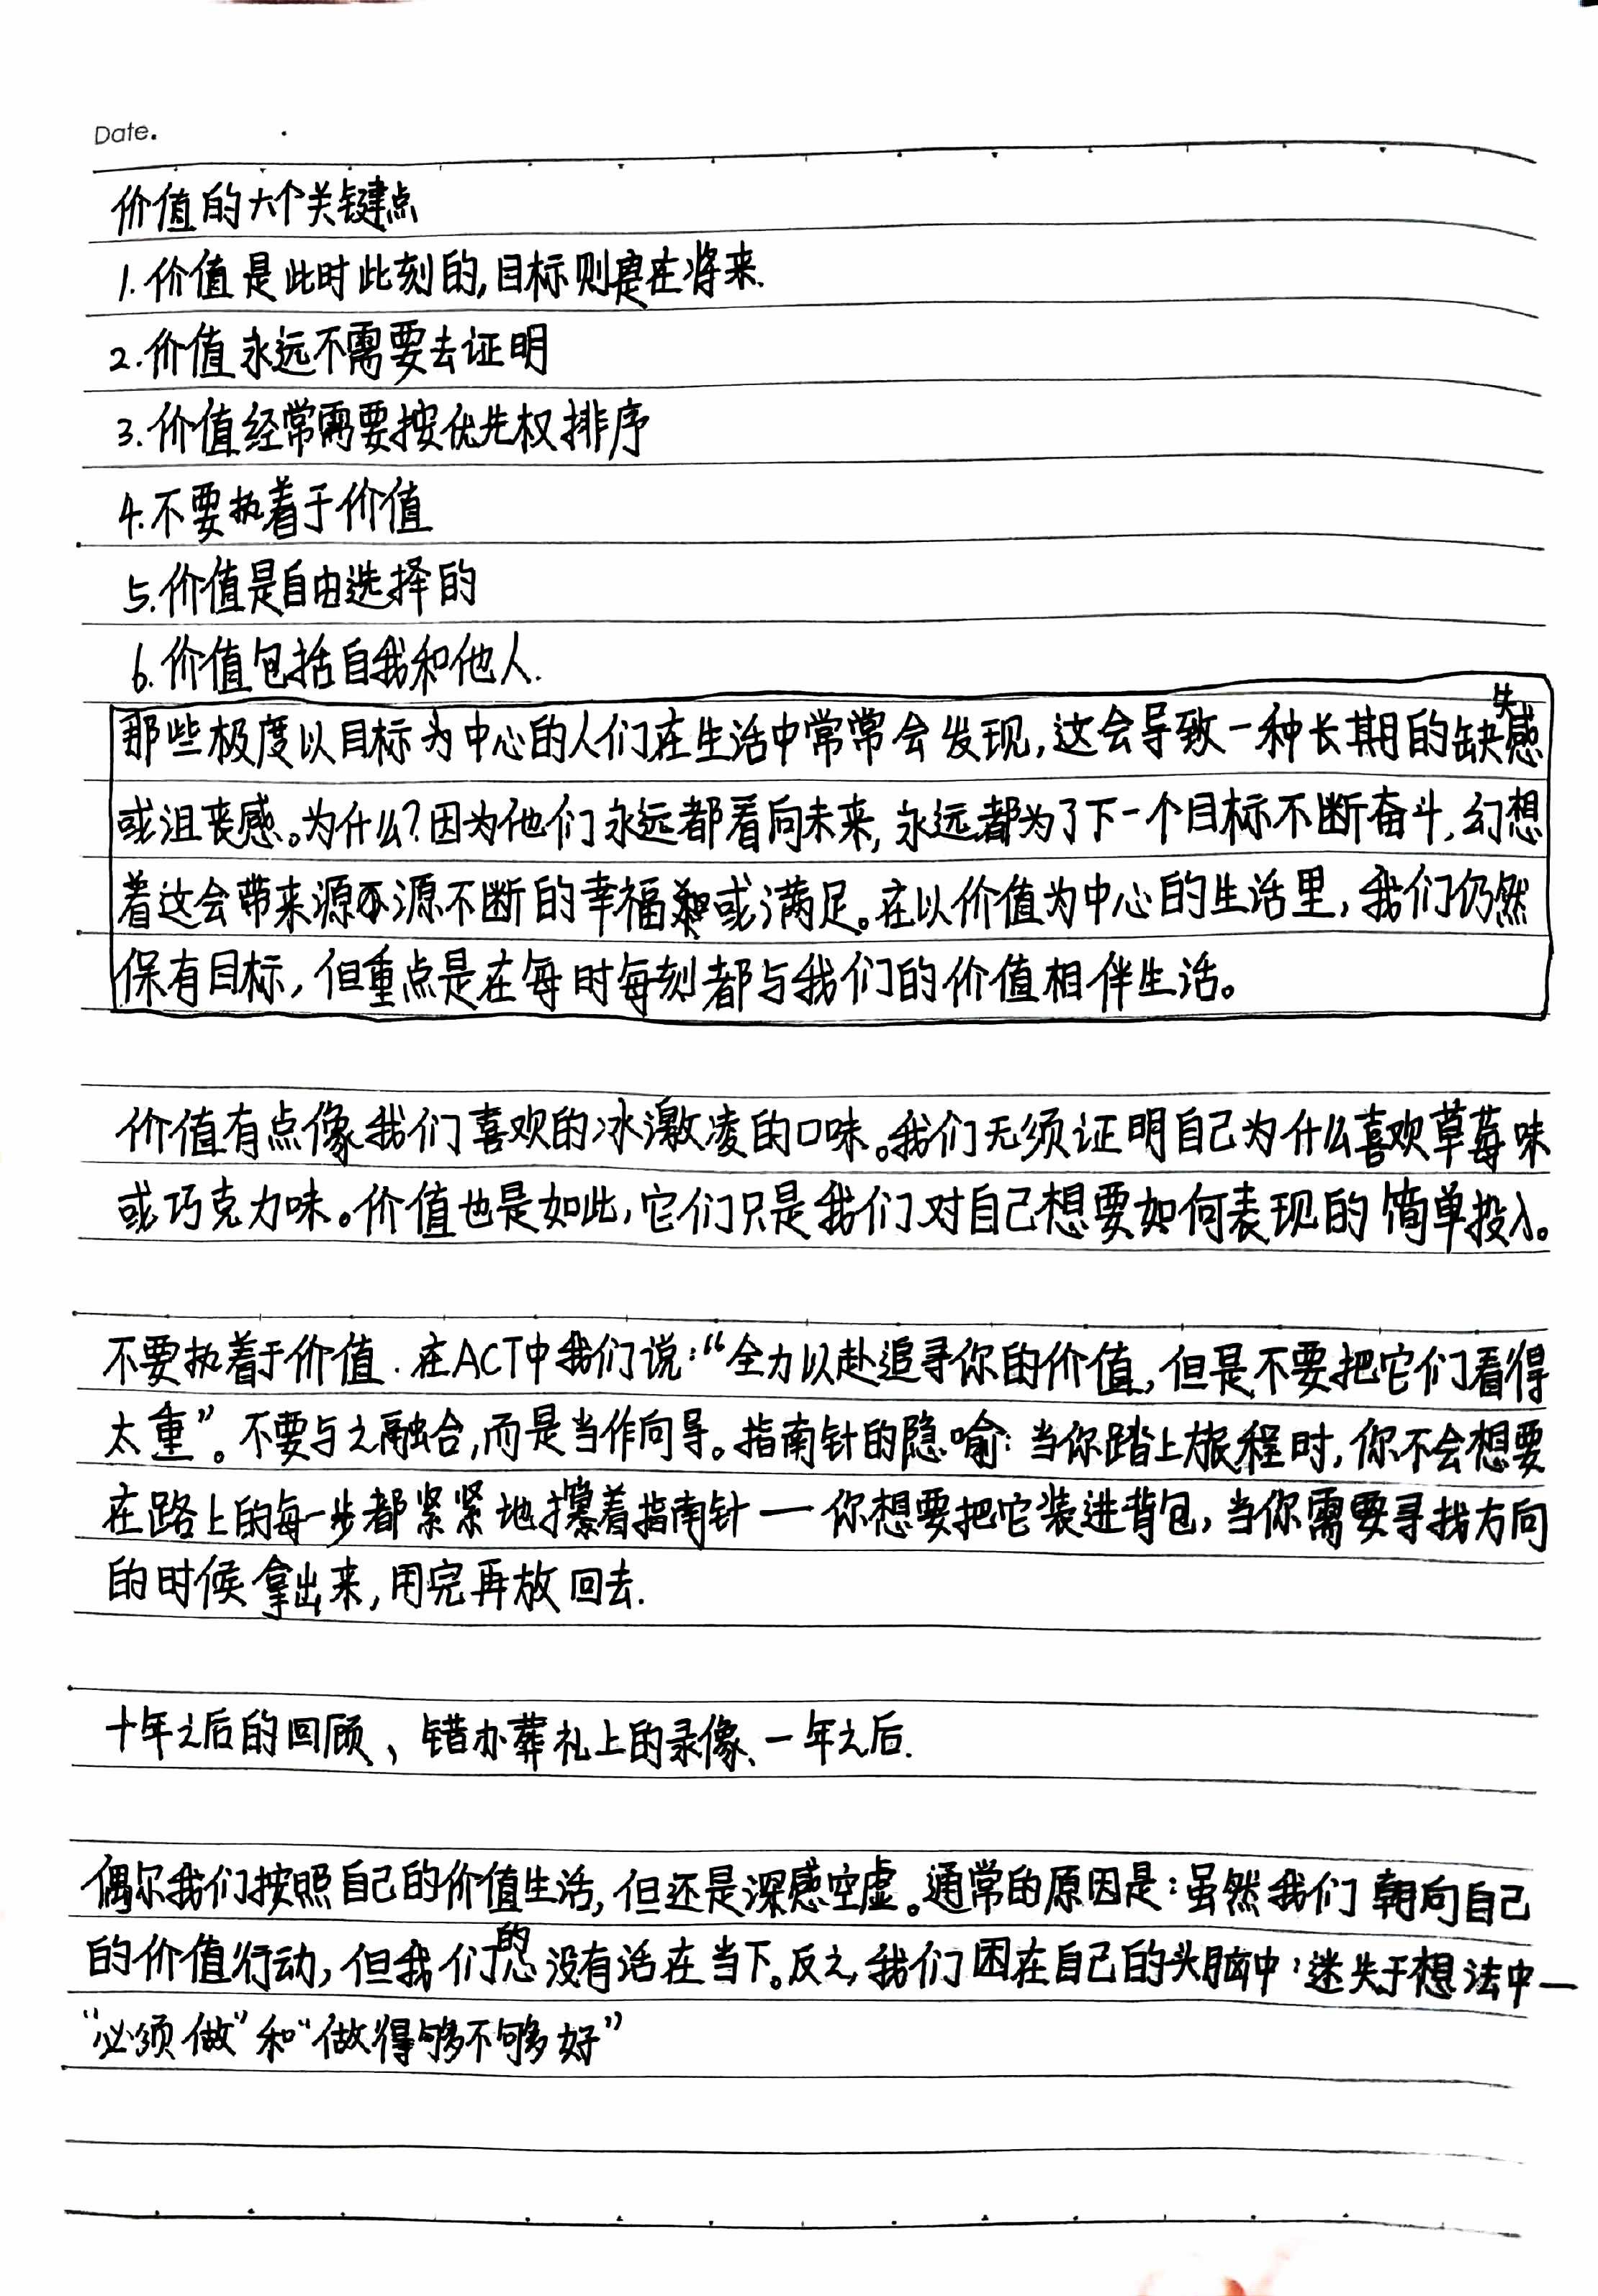 Date.
价值的六个关键点
1.价值是此时此刻的,目标则是在将来.
2.价值永远不需要去证明
3.价值经常需要按优先权排序
4.不要执着于价值
5.价值是自由选择的
6.价值包括自我和他人.
那些极度以目标为中心的人们在生活中常常会发现,这会导致一种长期的缺失感
或沮丧感。为什么?因为他们永远都看向未来,永远都为了下一个目标不断奋斗,幻想
着这会带来源源不断的幸福或满足。在以价值为中心的生活里,我们仍然
保有目标,但重点是在每时每刻都与我们的价值相伴生活。
价值有点像我们喜欢的冰激凌的口味。我们无须证明自己为什么喜欢草莓味
或巧克力味。价值也是如此,它们只是我们对自己想要如何表现的简单投入。
不要执着于价值.在ACT中我们说:“全力以赴追寻你的价值,但是不要把它们看得
太重”。不要与之融合,而是当作向导。指南针的隐喻:当你踏上旅程时,你不会想要
在路上的每一步都紧紧地攥着指南针—你想要把它装进背包,当你需要寻找方向
的时候拿出来,用完再放回去.
十年之后的回顾、错办葬礼上的录像、一年之后.
偶尔我们按照自己的价值生活,但还是深感空虚。通常的原因是:虽然我们朝向自己
的价值行动,但我们的心没有活在当下。反之,我们困在自己的头脑中:迷失于想法中—
“必须做”和“做得够不够好”